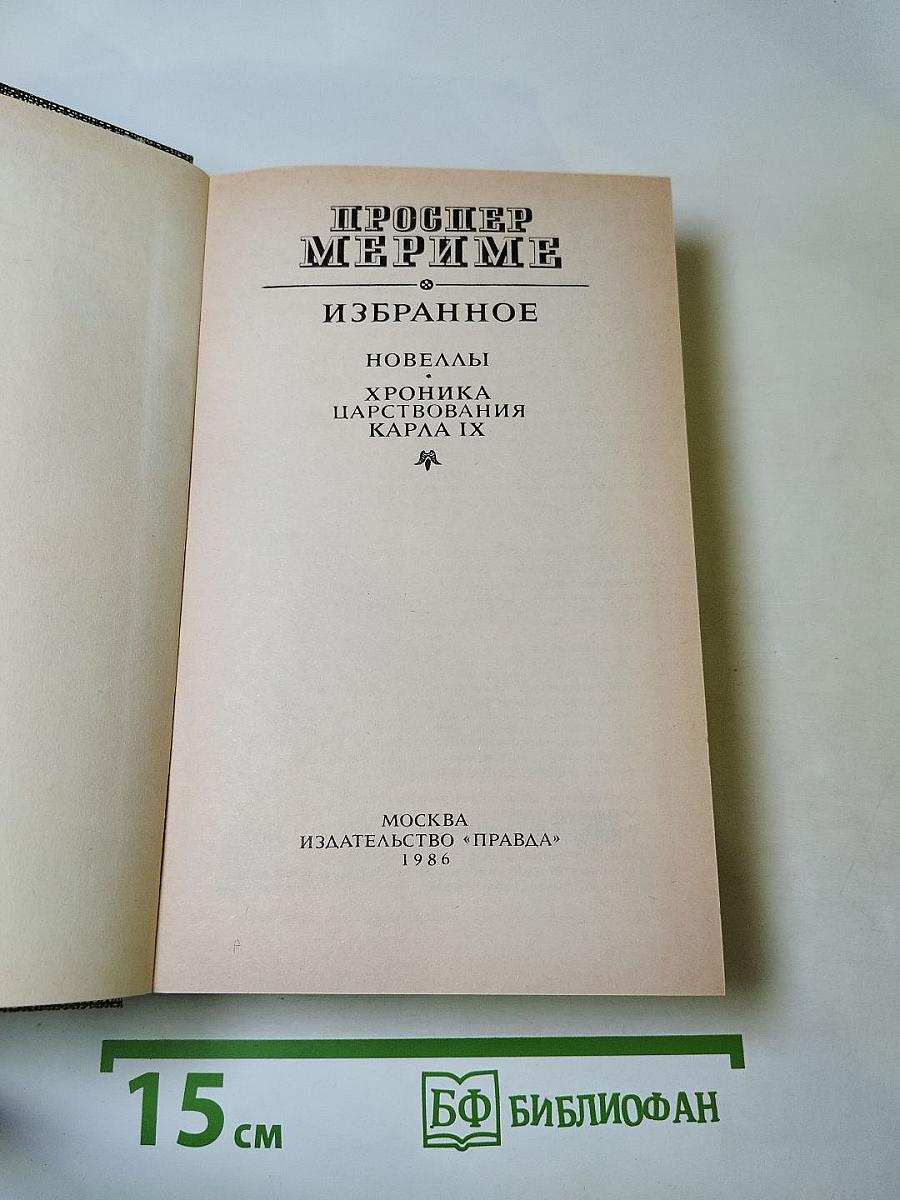 ПРОСПЕР
МЕРИМЕ
ИЗБРАННОЕ
НОВЕЛЛЫ
ХРОНИКА
ЦАРСТВОВАНИЯ
КАРЛА IX
МОСКВА
ИЗДАТЕЛЬСТВО «ПРАВДА»
1986
А
15 см
БФ БИБЛИОФАН